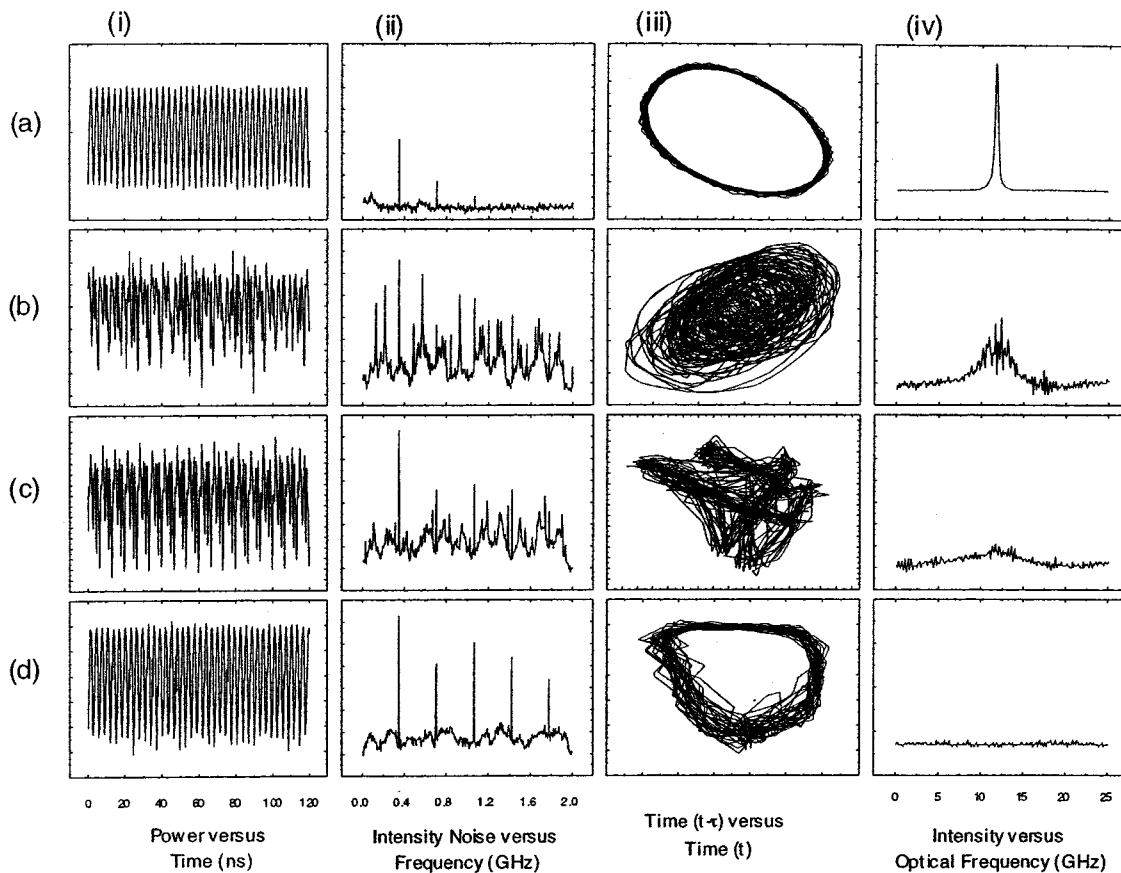 (i) (ii) (iii) (iv)
(a)
(b)
(c)
(d)
0 20 40 60 80 100 120
0.0 0.4 0.8 1.2 1.6 2.0
0 5 10 15 20 25
Power versus
Time (ns)
Intensity Noise versus
Frequency (GHz)
Time (t-τ) versus
Time (t)
Intensity versus
Optical Frequency (GHz)